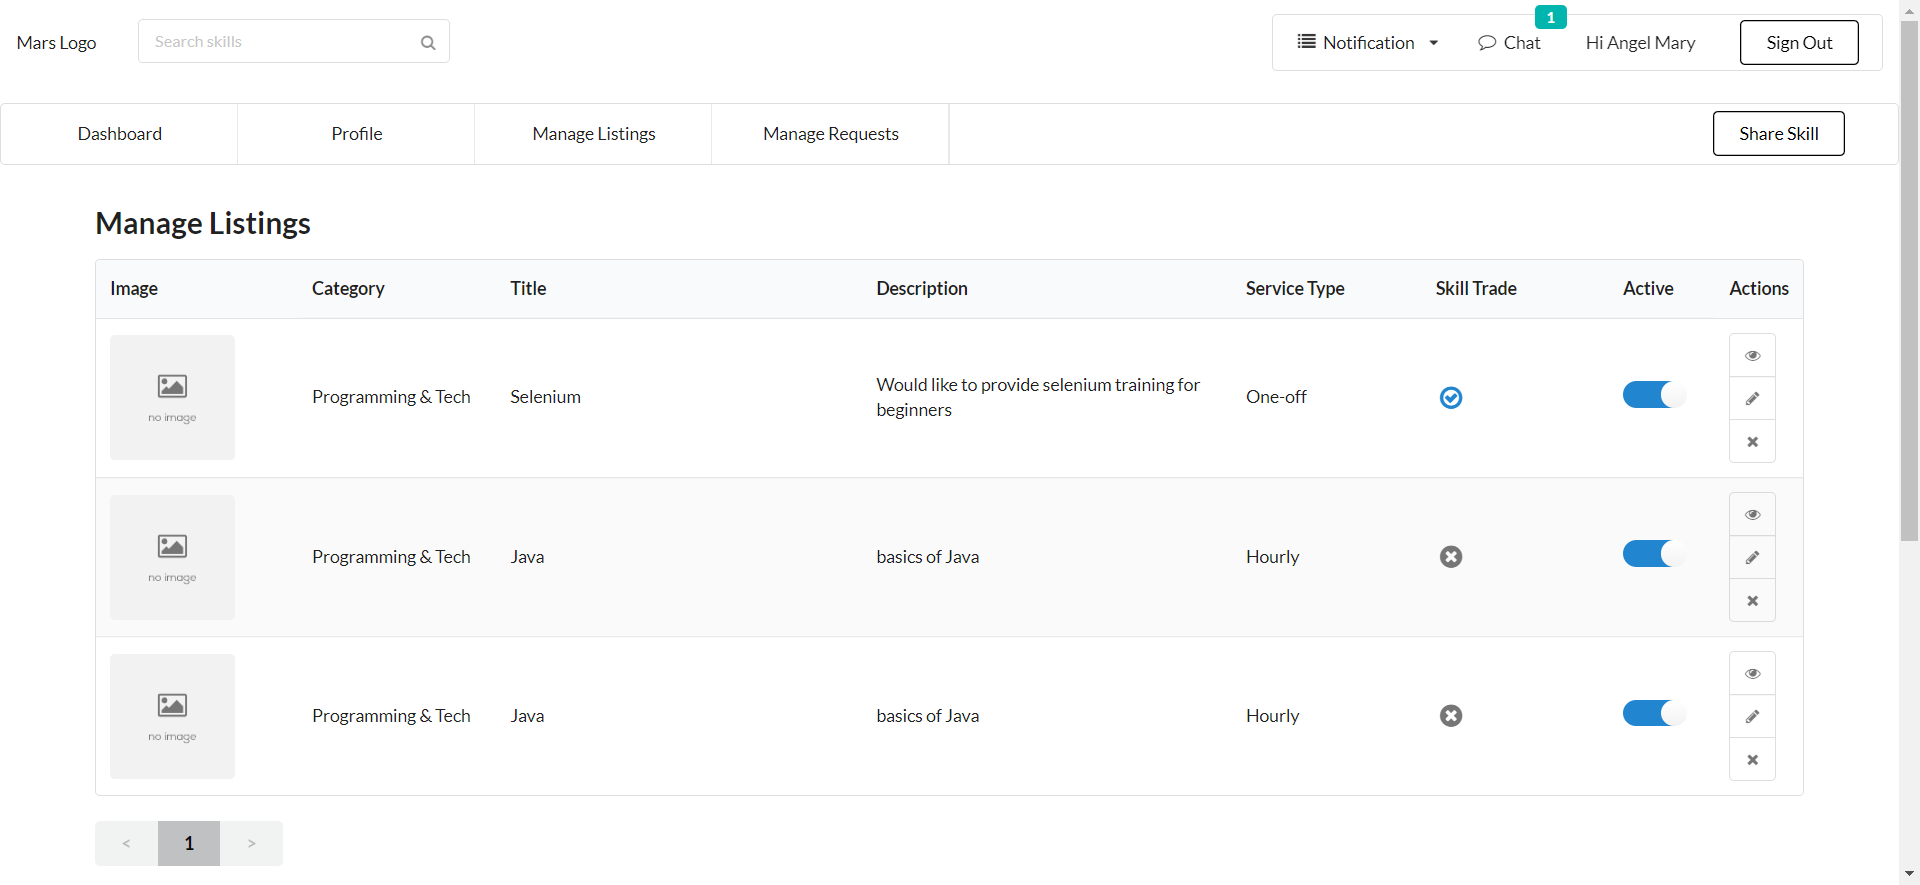 Mars Logo
Search skills
Notification
Chat
1
Hi Angel Mary
Sign Out
Dashboard
Profile
Manage Listings
Manage Requests
Share Skill
Manage Listings
Image
Category
Title
Description
Service Type
Skill Trade
Active
Actions
no image
Programming & Tech
Selenium
Would like to provide selenium training for
beginners
One-off
no image
Programming & Tech
Java
basics of Java
Hourly
no image
Programming & Tech
Java
basics of Java
Hourly
<
1
>